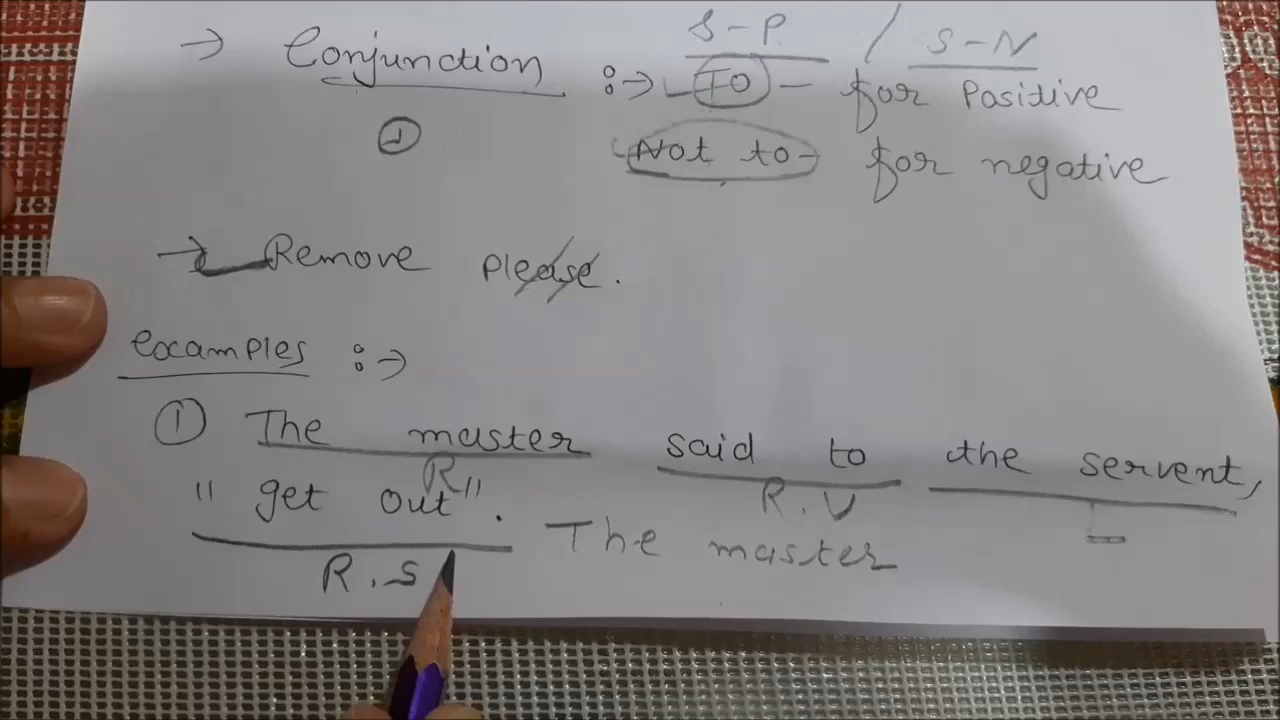 S-P / S-N
→ Conjunction :→ TO - for Positive
① Not to - for negative
→ Remove please.
examples :→
① The master said to the servent,
R R.V
"get out". The master
R.S